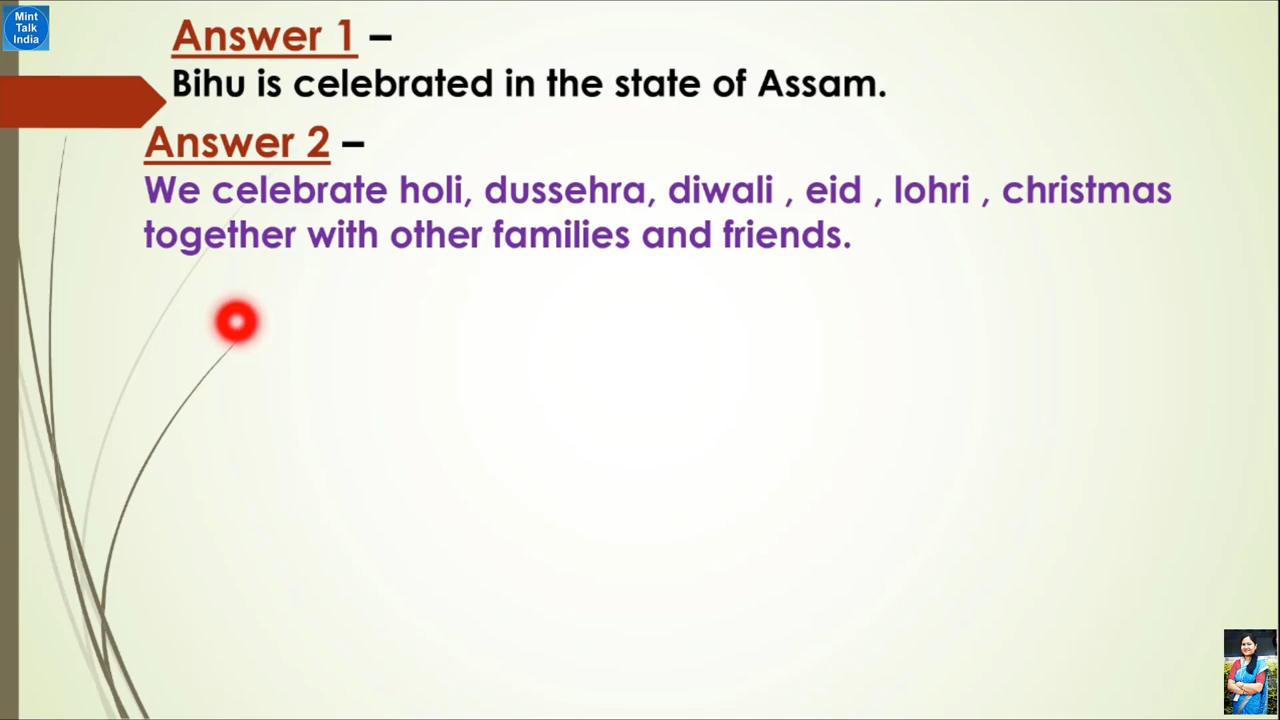 Mint
Talk
India
Answer 1 –
Bihu is celebrated in the state of Assam.
Answer 2 –
We celebrate holi, dussehra, diwali , eid , lohri , christmas
together with other families and friends.